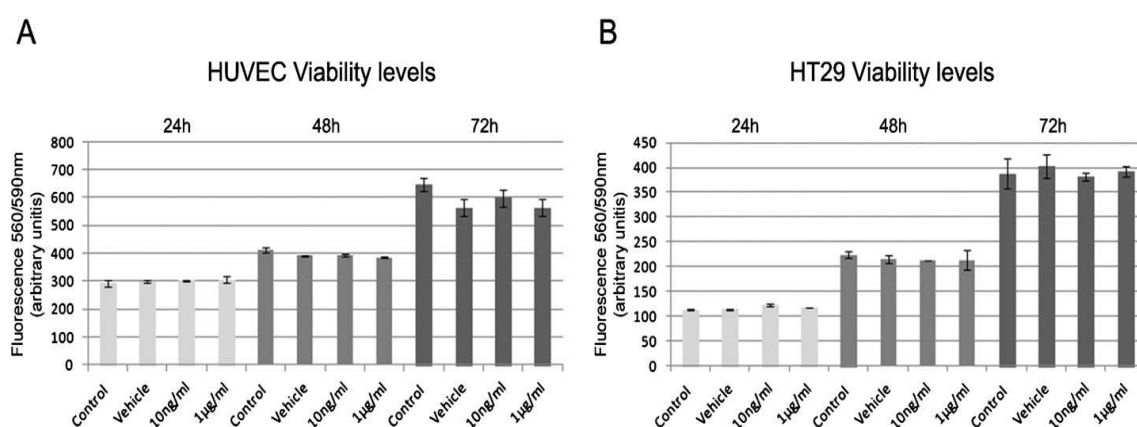 A
HUVEC Viability levels
24h 48h 72h
Fluorescence 560/590nm
(arbitrary unitis)
800
700
600
500
400
300
200
100
0
Control Vehicle 10ng/ml 1µg/ml Control Vehicle 10ng/ml 1µg/ml Control Vehicle 10ng/ml 1µg/ml
B
HT29 Viability levels
24h 48h 72h
Fluorescence 560/590nm
(arbitrary unitis)
450
400
350
300
250
200
150
100
50
0
Control Vehicle 10ng/ml 1µg/ml Control Vehicle 10ng/ml 1µg/ml Control Vehicle 10ng/ml 1µg/ml